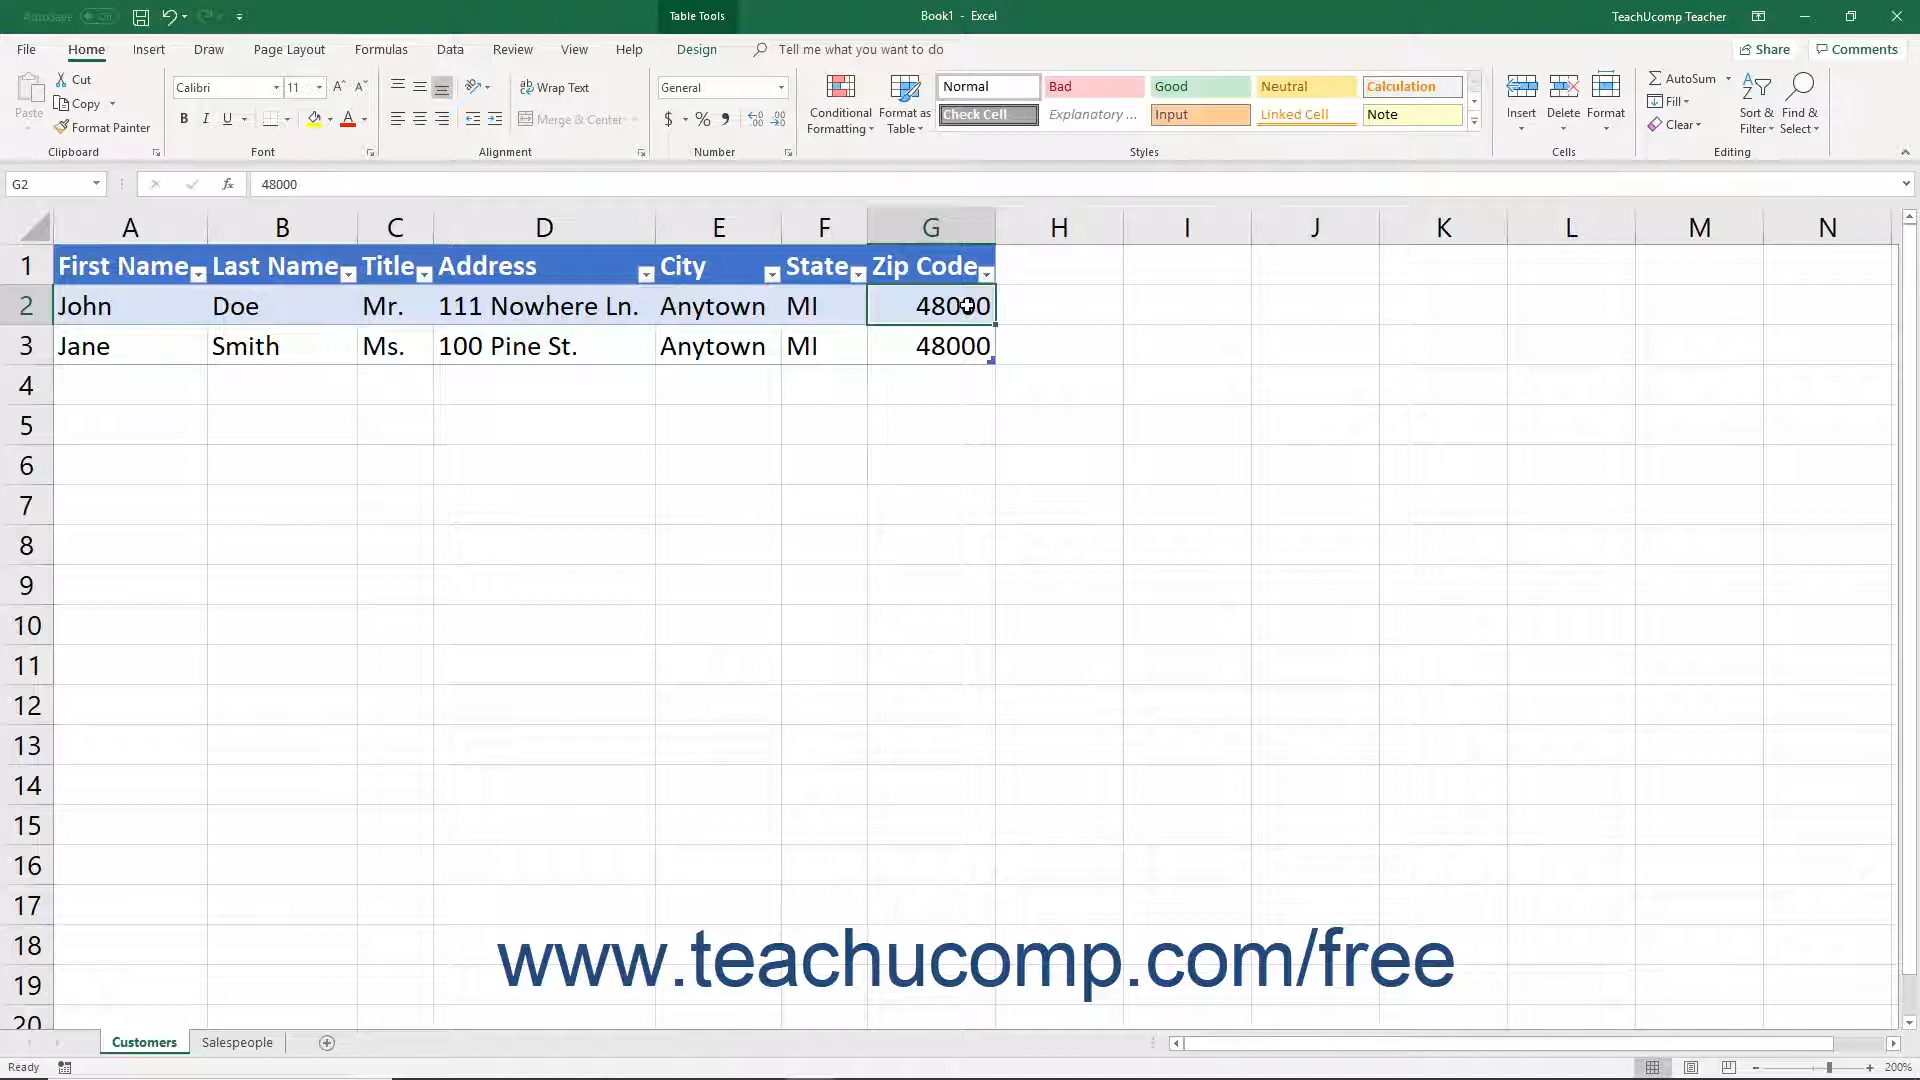 AutoSave Off
Table Tools
Book1 - Excel
TeachUcomp Teacher
File Home Insert Draw Page Layout Formulas Data Review View Help Design Tell me what you want to do Share Comments
Paste
Cut
Copy
Format Painter
Clipboard
Calibri 11
B I U
Font
Wrap Text
Merge & Center
Alignment
General
$ % ,
Number
Conditional Formatting
Format as Table
Normal Bad Good Neutral Calculation
Check Cell Explanatory ... Input Linked Cell Note
Styles
Insert Delete Format
Cells
AutoSum
Fill
Clear
Sort & Filter
Find & Select
Editing
G2 fx 48000
A B C D E F G H I J K L M N
1 First Name Last Name Title Address City State Zip Code
2 John Doe Mr. 111 Nowhere Ln. Anytown MI 48000
3 Jane Smith Ms. 100 Pine St. Anytown MI 48000
4
5
6
7
8
9
10
11
12
13
14
15
16
17
18
www.teachucomp.com/free
19
20
Customers Salespeople
Ready 200%